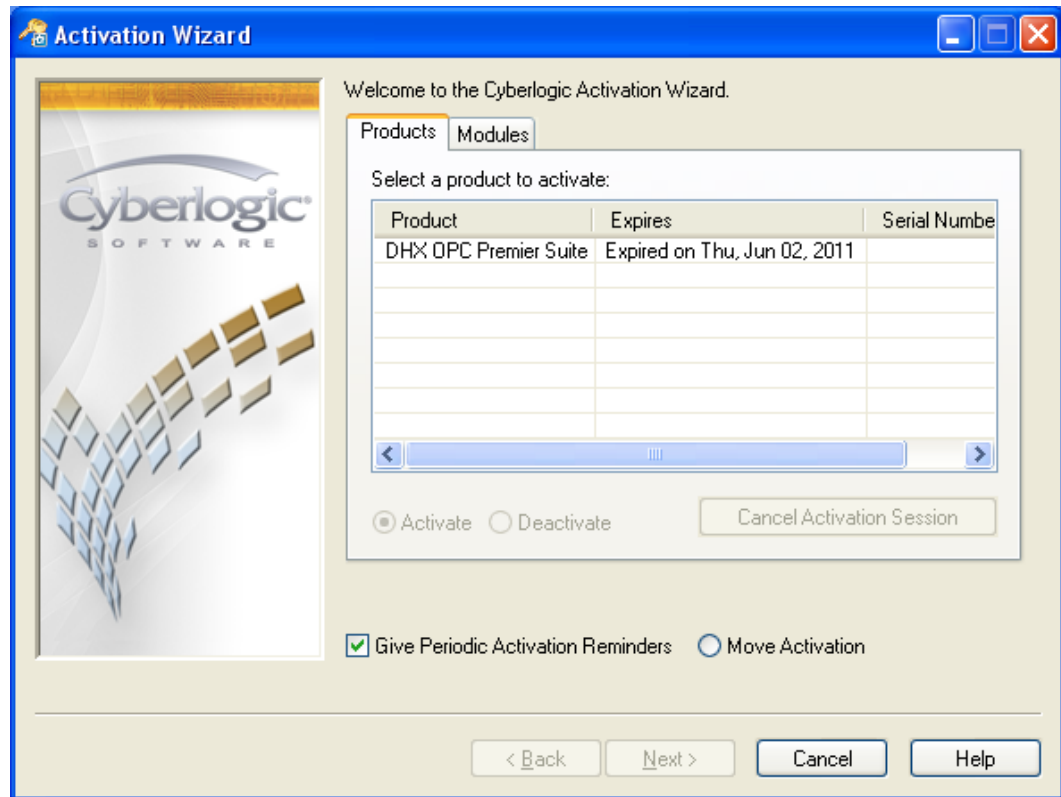 Activation Wizard
Cyberlogic
SOFTWARE
Welcome to the Cyberlogic Activation Wizard.
Products Modules
Select a product to activate:
Product Expires Serial Numbe
DHX OPC Premier Suite Expired on Thu, Jun 02, 2011
Activate Deactivate Cancel Activation Session
Give Periodic Activation Reminders Move Activation
< Back Next > Cancel Help